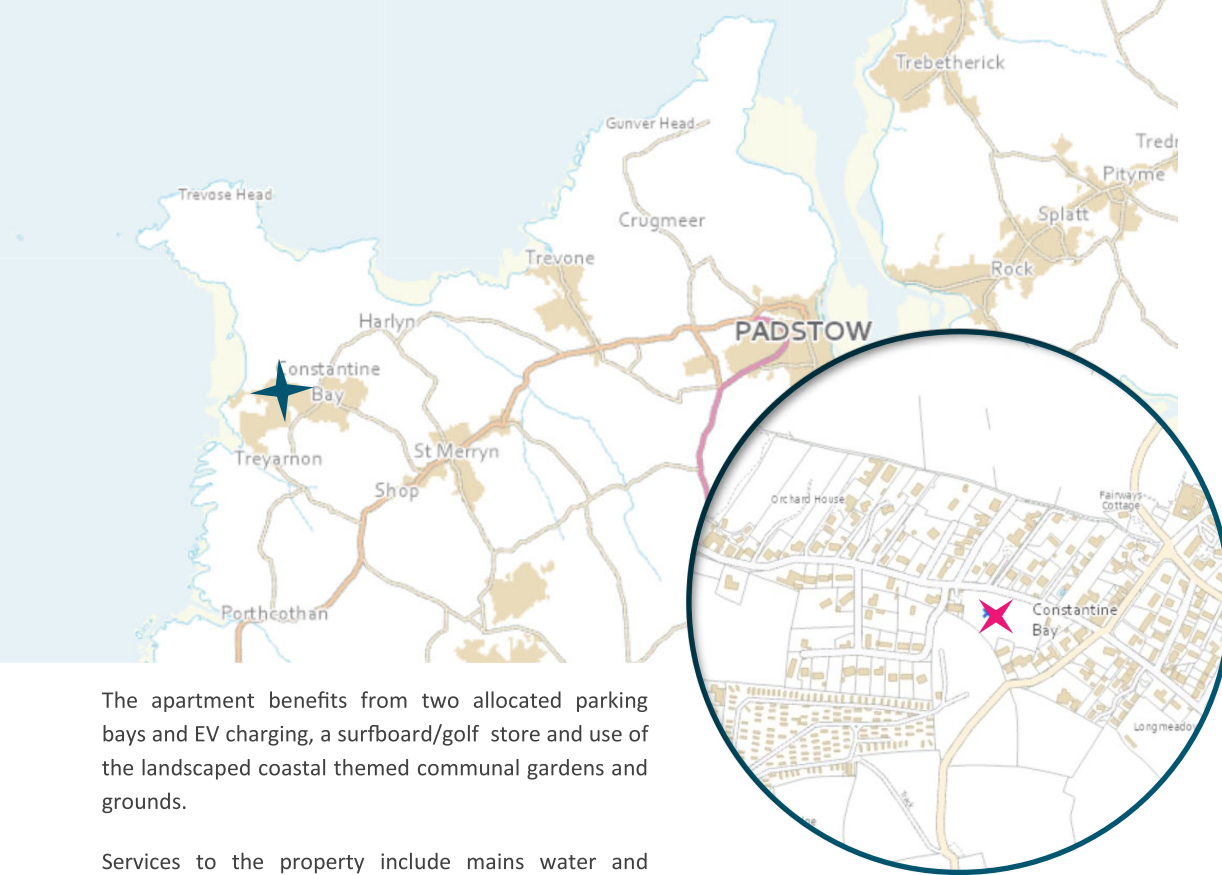 Trebetherick
Gunver Head
Pityme
Trevose Head
Crugmeer
Splatt
Trevone
Rock
Harlyn
PADSTOW
Constantine
Bay
St Merryn
Treyarnon
Shop
Porthcothan
Orchard House
Fairways
Cottage
Constantine
Bay
Longmeadow
Track
The apartment benefits from two allocated parking
bays and EV charging, a surfboard/golf store and use of
the landscaped coastal themed communal gardens and
grounds.
Services to the property include mains water and